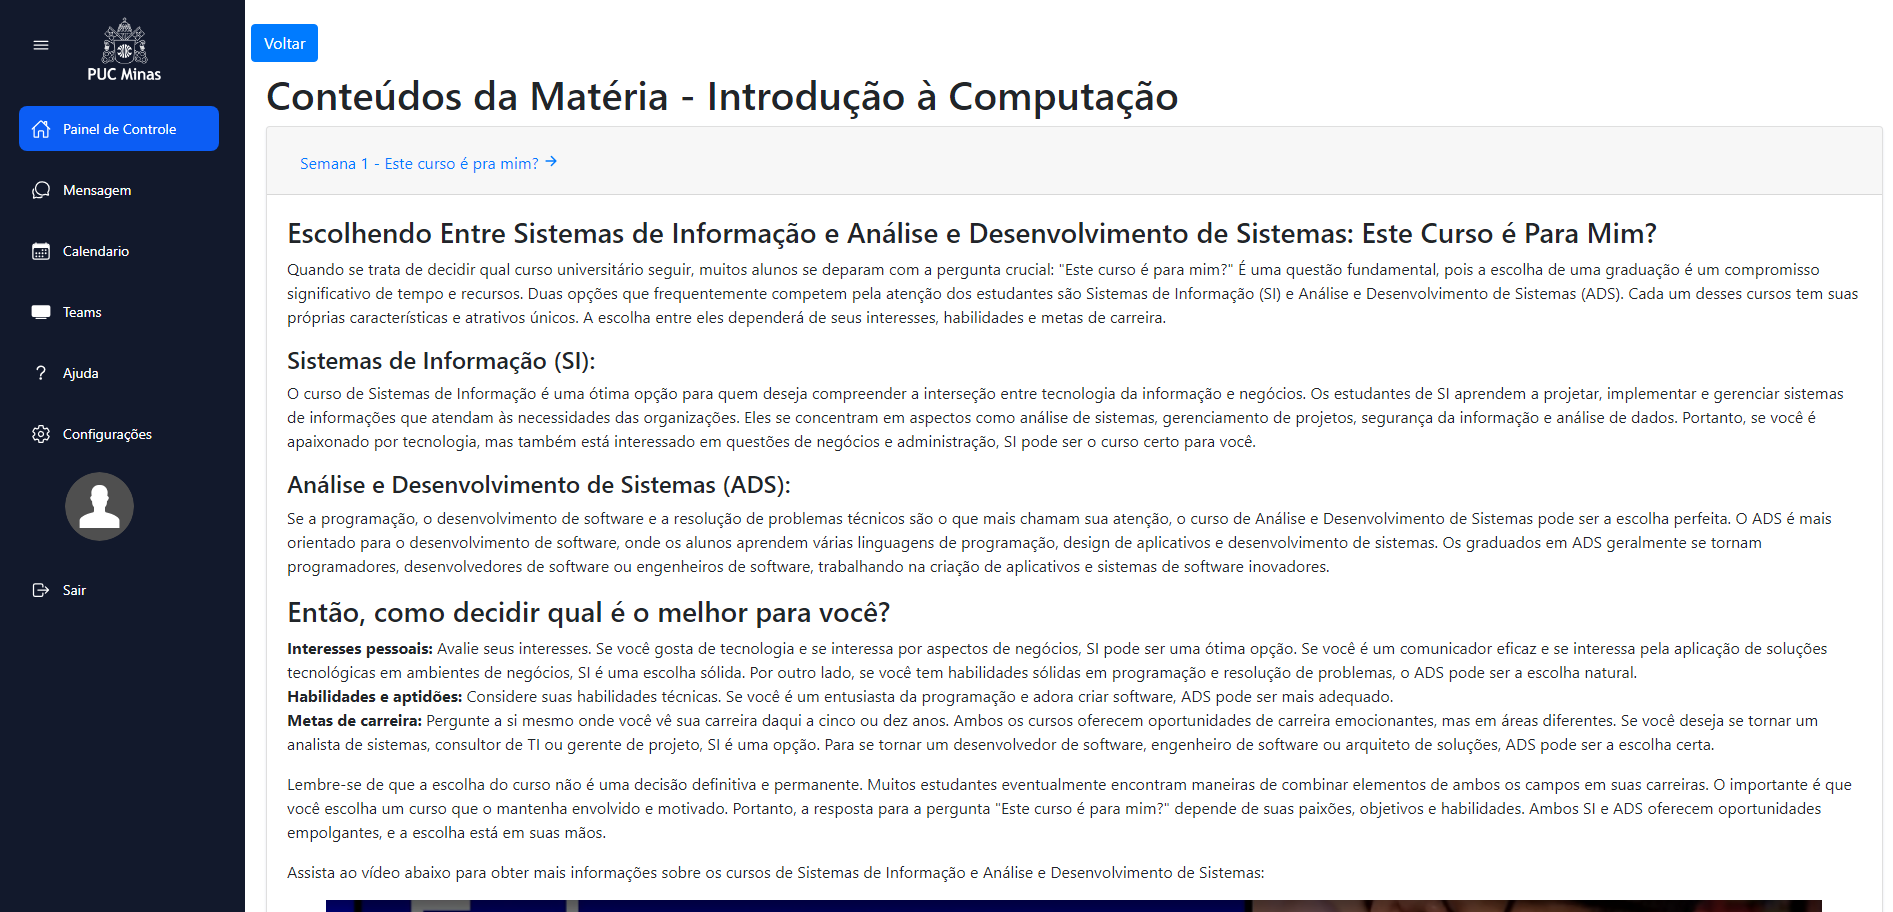 PUC Minas
Painel de Controle
Mensagem
Calendario
Teams
Ajuda
Configurações
Sair
Voltar
Conteúdos da Matéria - Introdução à Computação
Semana 1 - Este curso é pra mim?
Escolhendo Entre Sistemas de Informação e Análise e Desenvolvimento de Sistemas: Este Curso é Para Mim?
Quando se trata de decidir qual curso universitário seguir, muitos alunos se deparam com a pergunta crucial: "Este curso é para mim?" É uma questão fundamental, pois a escolha de uma graduação é um compromisso
significativo de tempo e recursos. Duas opções que frequentemente competem pela atenção dos estudantes são Sistemas de Informação (SI) e Análise e Desenvolvimento de Sistemas (ADS). Cada um desses cursos tem suas
próprias características e atrativos únicos. A escolha entre eles dependerá de seus interesses, habilidades e metas de carreira.
Sistemas de Informação (SI):
O curso de Sistemas de Informação é uma ótima opção para quem deseja compreender a interseção entre tecnologia da informação e negócios. Os estudantes de SI aprendem a projetar, implementar e gerenciar sistemas
de informações que atendam às necessidades das organizações. Eles se concentram em aspectos como análise de sistemas, gerenciamento de projetos, segurança da informação e análise de dados. Portanto, se você é
apaixonado por tecnologia, mas também está interessado em questões de negócios e administração, SI pode ser o curso certo para você.
Análise e Desenvolvimento de Sistemas (ADS):
Se a programação, o desenvolvimento de software e a resolução de problemas técnicos são o que mais chamam sua atenção, o curso de Análise e Desenvolvimento de Sistemas pode ser a escolha perfeita. O ADS é mais
orientado para o desenvolvimento de software, onde os alunos aprendem várias linguagens de programação, design de aplicativos e desenvolvimento de sistemas. Os graduados em ADS geralmente se tornam
programadores, desenvolvedores de software ou engenheiros de software, trabalhando na criação de aplicativos e sistemas de software inovadores.
Então, como decidir qual é o melhor para você?
Interesses pessoais: Avalie seus interesses. Se você gosta de tecnologia e se interessa por aspectos de negócios, SI pode ser uma ótima opção. Se você é um comunicador eficaz e se interessa pela aplicação de soluções
tecnológicas em ambientes de negócios, SI é uma escolha sólida. Por outro lado, se você tem habilidades sólidas em programação e resolução de problemas, o ADS pode ser a escolha natural.
Habilidades e aptidões: Considere suas habilidades técnicas. Se você é um entusiasta da programação e adora criar software, ADS pode ser mais adequado.
Metas de carreira: Pergunte a si mesmo onde você vê sua carreira daqui a cinco ou dez anos. Ambos os cursos oferecem oportunidades de carreira emocionantes, mas em áreas diferentes. Se você deseja se tornar um
analista de sistemas, consultor de TI ou gerente de projeto, SI é uma opção. Para se tornar um desenvolvedor de software, engenheiro de software ou arquiteto de soluções, ADS pode ser a escolha certa.
Lembre-se de que a escolha do curso não é uma decisão definitiva e permanente. Muitos estudantes eventualmente encontram maneiras de combinar elementos de ambos os campos em suas carreiras. O importante é que
você escolha um curso que o mantenha envolvido e motivado. Portanto, a resposta para a pergunta "Este curso é para mim?" depende de suas paixões, objetivos e habilidades. Ambos SI e ADS oferecem oportunidades
empolgantes, e a escolha está em suas mãos.
Assista ao vídeo abaixo para obter mais informações sobre os cursos de Sistemas de Informação e Análise e Desenvolvimento de Sistemas: